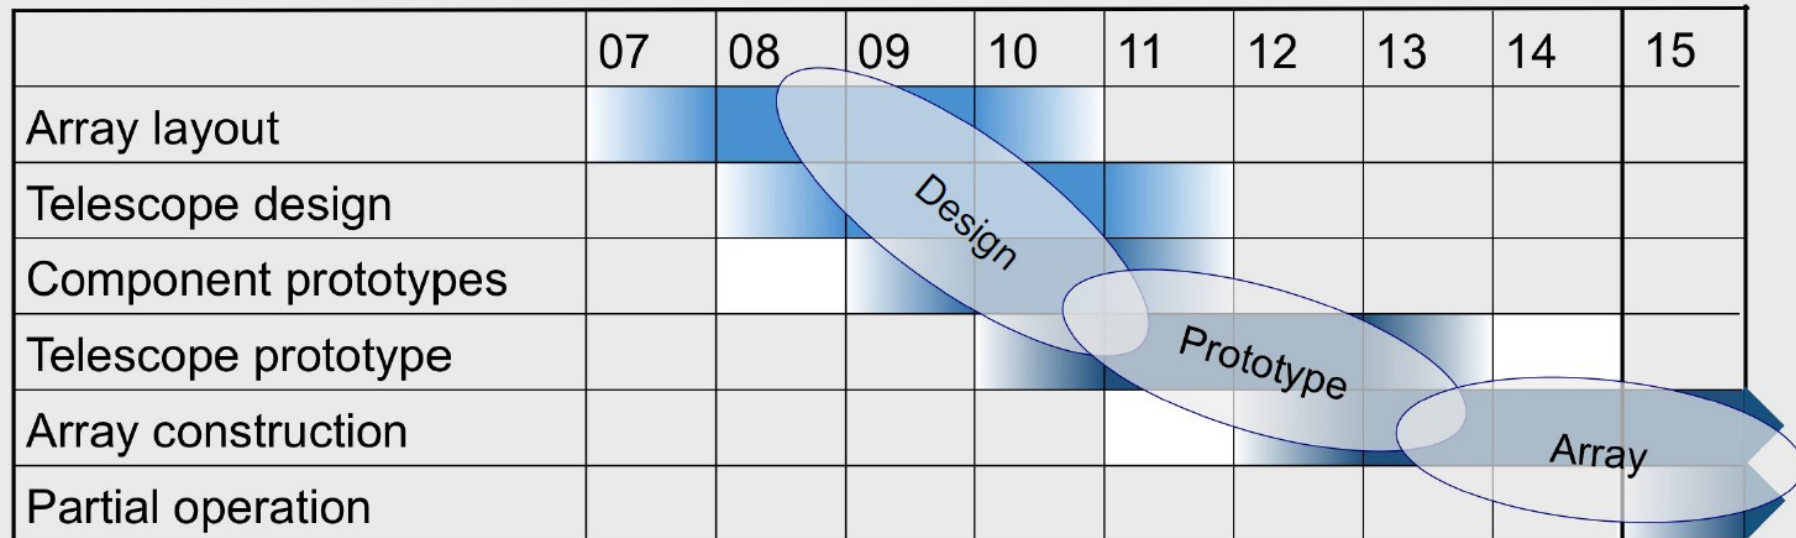 07 08 09 10 11 12 13 14 15
Array layout
Telescope design
Design
Component prototypes
Telescope prototype
Prototype
Array construction
Array
Partial operation